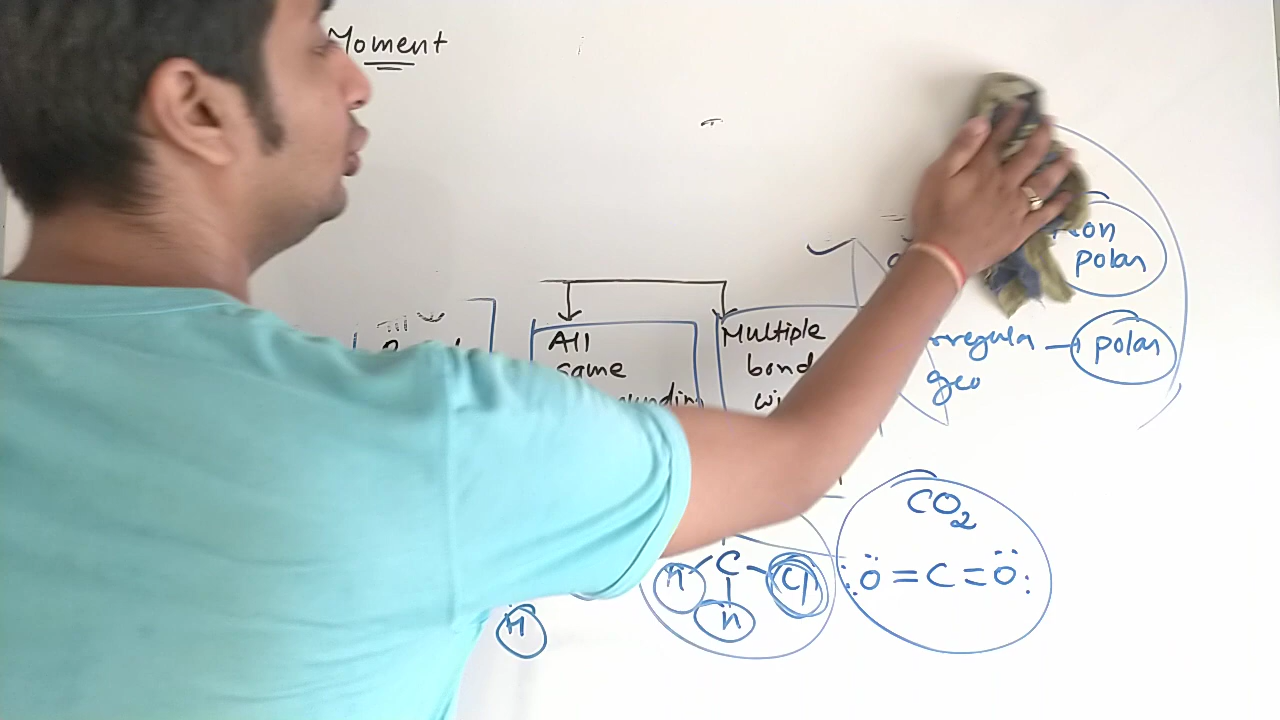 Moment
Non
polar
irregular — polar
geo
All
same
Multiple
bond
CO2
H C Cl
H
H
O = C = O